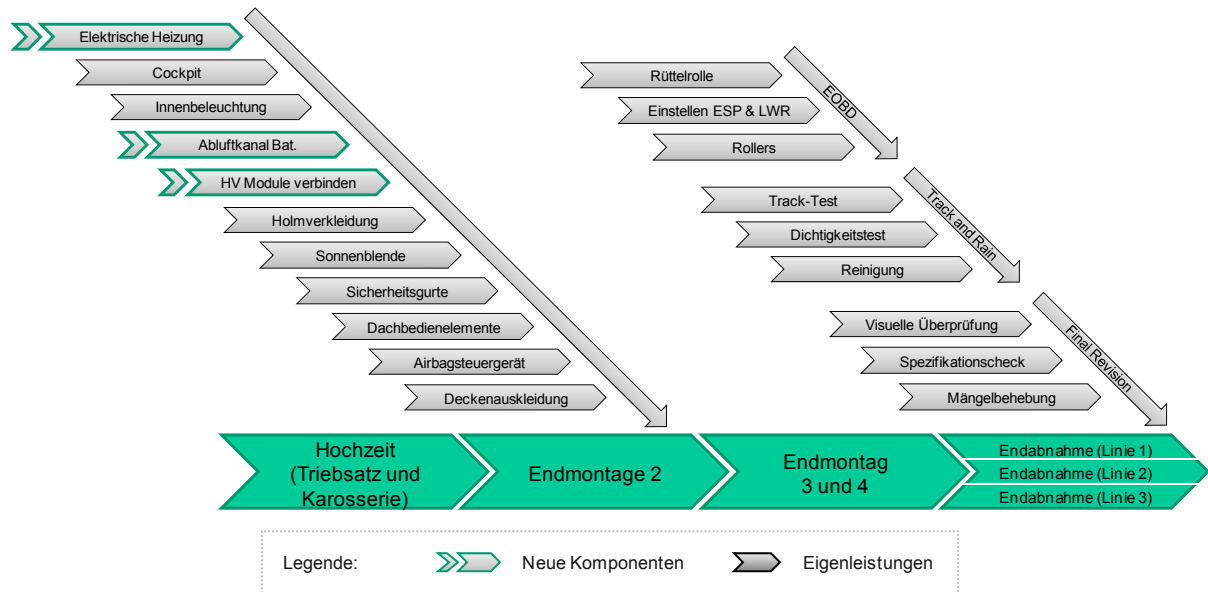 Elektrische Heizung
Cockpit
Innenbeleuchtung
Abluftkanal Bat.
HV Module verbinden
Holmverkleidung
Sonnenblende
Sicherheitsgurte
Dachbedienelemente
Airbagsteuergerät
Deckenauskleidung
Rüttelrolle
Einstellen ESP & LWR
Rollers
EOBD
Track-Test
Dichtigkeitstest
Reinigung
Track and Rain
Visuelle Überprüfung
Spezifikationscheck
Mängelbehebung
Final Revision
Hochzeit
(Triebsatz und
Karosserie)
Endmontage 2
Endmontag
3 und 4
Endabnahme (Linie 1)
Endabnahme (Linie 2)
Endabnahme (Linie 3)
Legende:
Neue Komponenten
Eigenleistungen